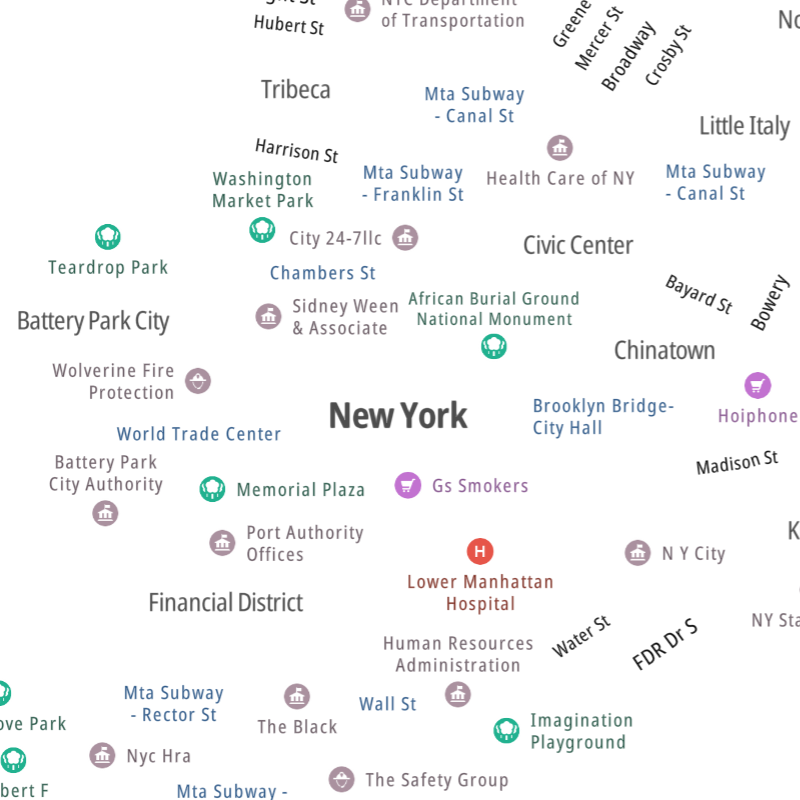 Hubert St
of Transportation
Greene
Mercer St
Broadway
Crosby St
Tribeca
Mta Subway
- Canal St
Little Italy
Harrison St
Health Care of NY
Mta Subway
- Franklin St
Mta Subway
- Canal St
Washington
Market Park
City 24-7llc
Civic Center
Teardrop Park
Chambers St
Bayard St
Bowery
Sidney Ween
& Associate
African Burial Ground
National Monument
Battery Park City
Chinatown
Wolverine Fire
Protection
New York
Brooklyn Bridge-
City Hall
Hoiphone
World Trade Center
Madison St
Battery Park
City Authority
Memorial Plaza
Gs Smokers
Port Authority
Offices
N Y City
Lower Manhattan
Hospital
Financial District
NY Sta
Water St
FDR Dr S
Human Resources
Administration
Mta Subway
- Rector St
The Black
Wall St
Imagination
Playground
ove Park
Nyc Hra
The Safety Group
bert F
Mta Subway -